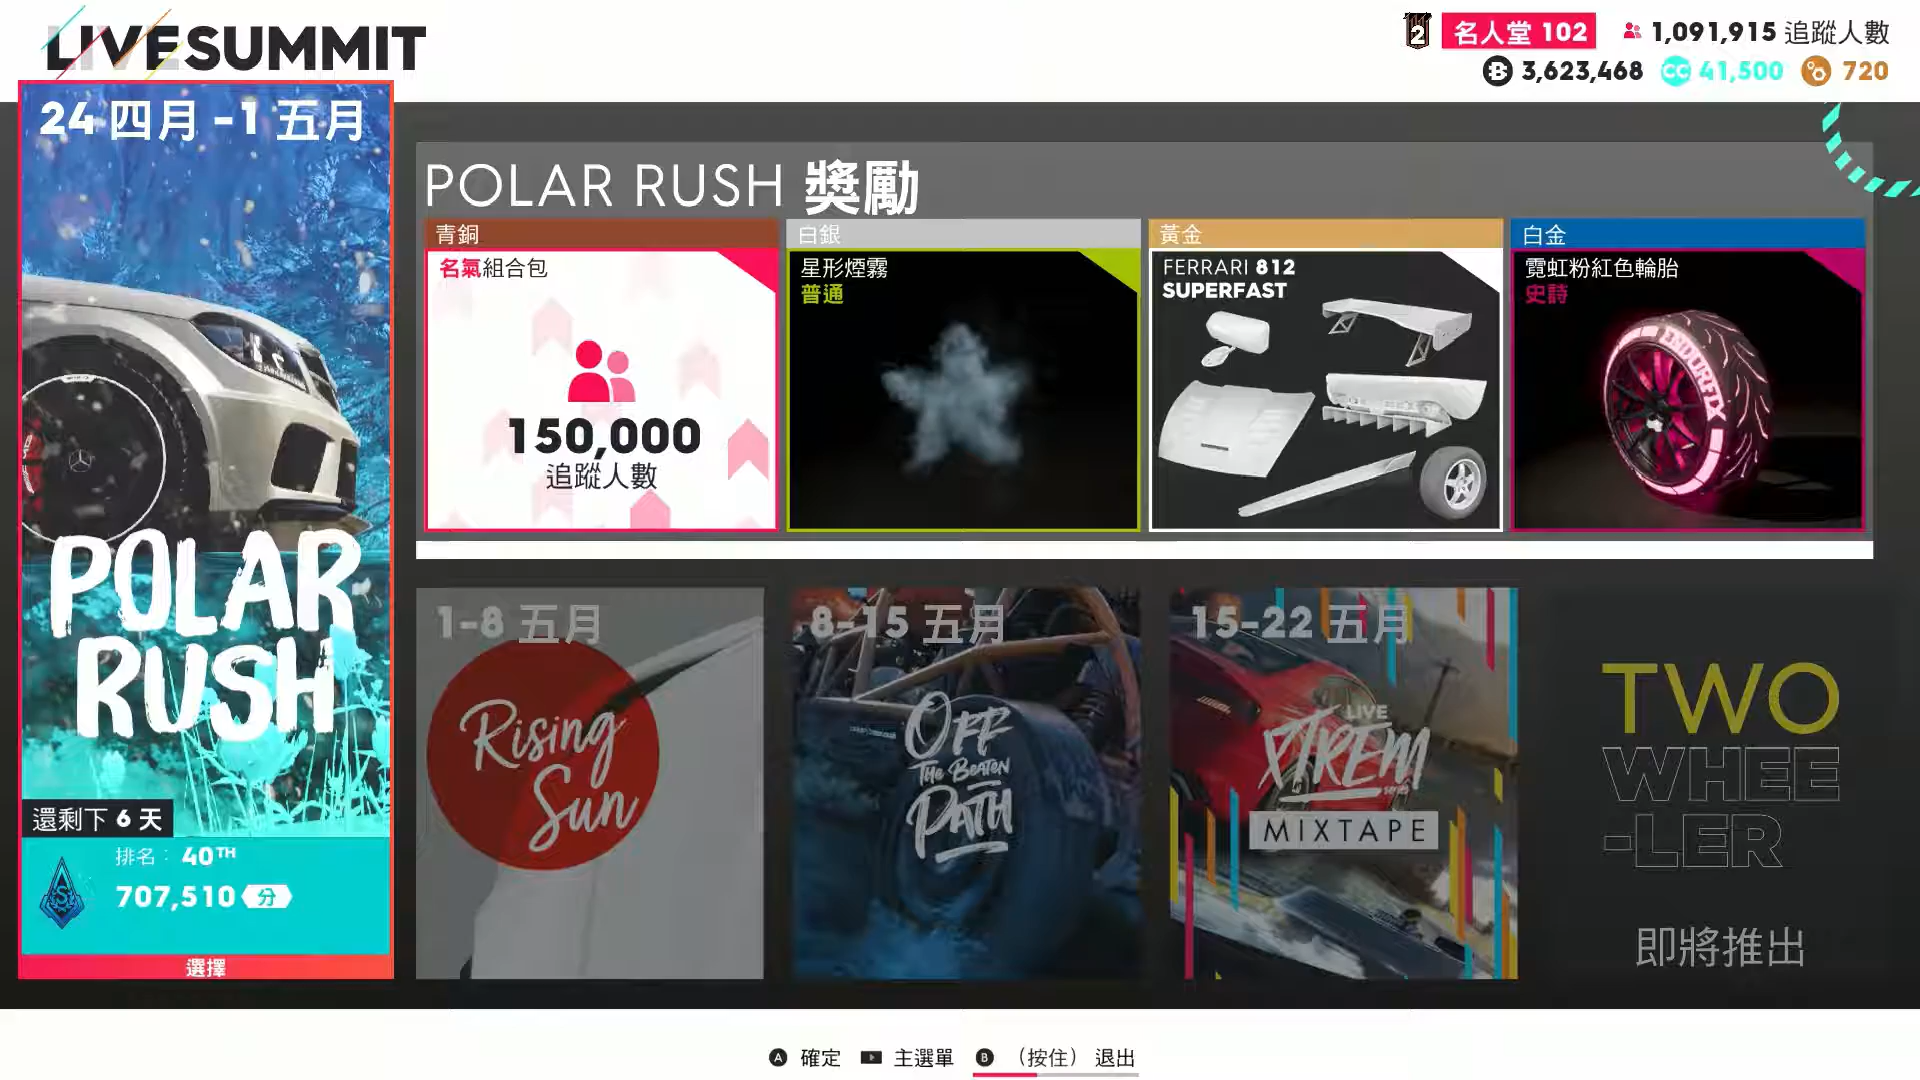 LIVESUMMIT
2 名人堂 102 1,091,915 追蹤人數
3,623,468 CC 41,500 720
24 四月 -1 五月
POLAR
RUSH
還剩下 6 天
排名： 40TH
707,510 分
選擇
POLAR RUSH 獎勵
青銅
名氣組合包
150,000
追蹤人數
白銀
星形煙霧
普通
黃金
FERRARI 812
SUPERFAST
白金
霓虹粉紅色輪胎
史詩
1-8 五月
Rising
Sun
8-15 五月
OFF
THE BEATEN
PATH
15-22 五月
LIVE
XTREM
series
MIXTAPE
TWO
WHEE
-LER
即將推出
A 確定 主選單 B （按住） 退出